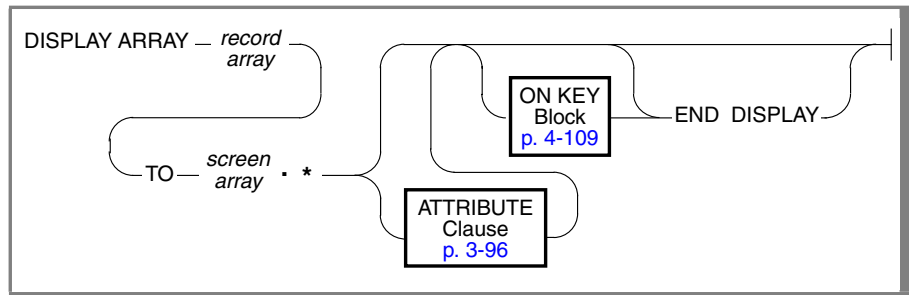 DISPLAY ARRAY record
array
TO screen
array . *
ON KEY
Block
p. 4-109
END DISPLAY
ATTRIBUTE
Clause
p. 3-96